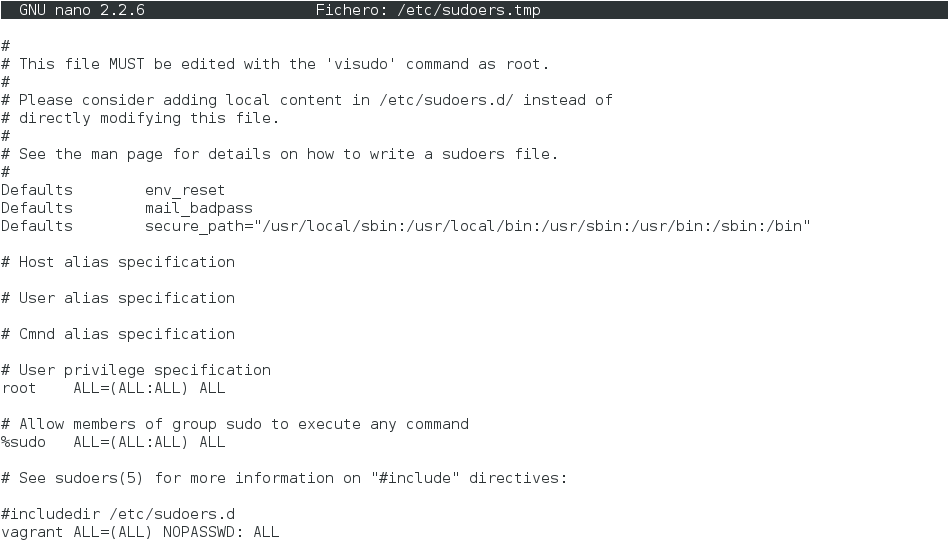 GNU nano 2.2.6 Fichero: /etc/sudoers.tmp
#
# This file MUST be edited with the 'visudo' command as root.
#
# Please consider adding local content in /etc/sudoers.d/ instead of
# directly modifying this file.
#
# See the man page for details on how to write a sudoers file.
#
Defaults env_reset
Defaults mail_badpass
Defaults secure_path="/usr/local/sbin:/usr/local/bin:/usr/sbin:/usr/bin:/sbin:/bin"
# Host alias specification
# User alias specification
# Cmnd alias specification
# User privilege specification
root ALL=(ALL:ALL) ALL
# Allow members of group sudo to execute any command
%sudo ALL=(ALL:ALL) ALL
# See sudoers(5) for more information on "#include" directives:
#includedir /etc/sudoers.d
vagrant ALL=(ALL) NOPASSWD: ALL